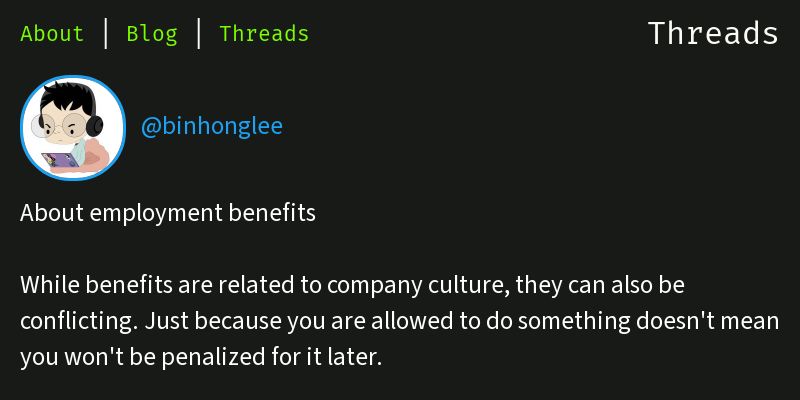 About | Blog | Threads
Threads
@binhonglee
About employment benefits
While benefits are related to company culture, they can also be
conflicting. Just because you are allowed to do something doesn't mean
you won't be penalized for it later.